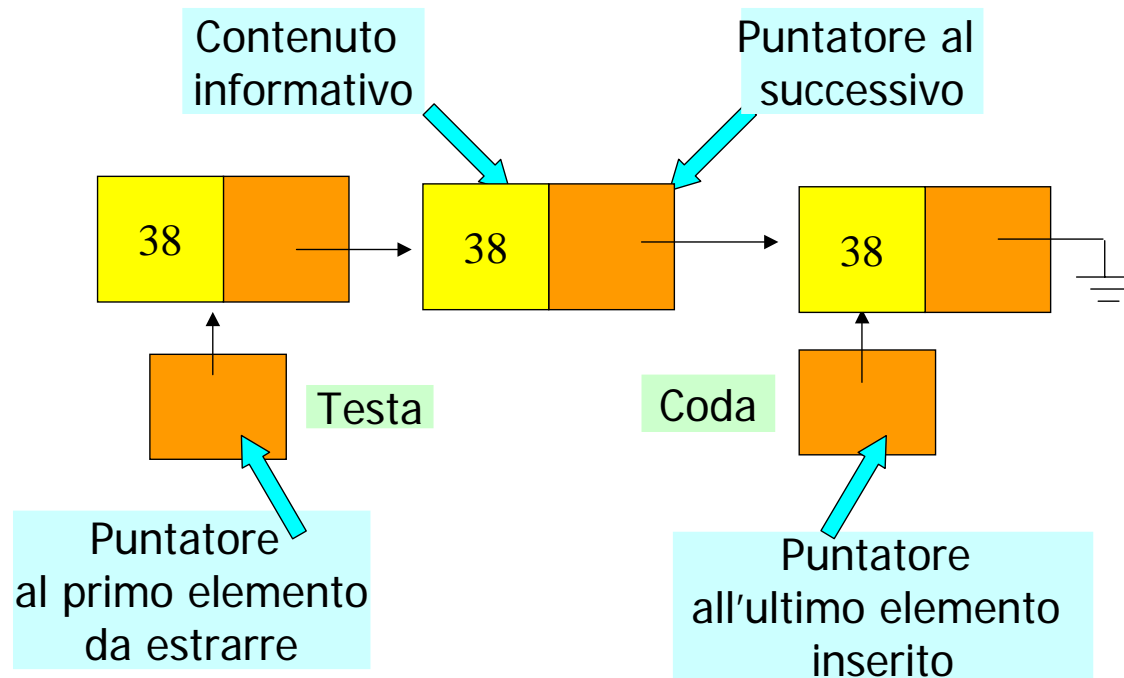 Contenuto
informativo
Puntatore al
successivo
38
38
38
Testa
Coda
Puntatore
al primo elemento
da estrarre
Puntatore
all'ultimo elemento
inserito